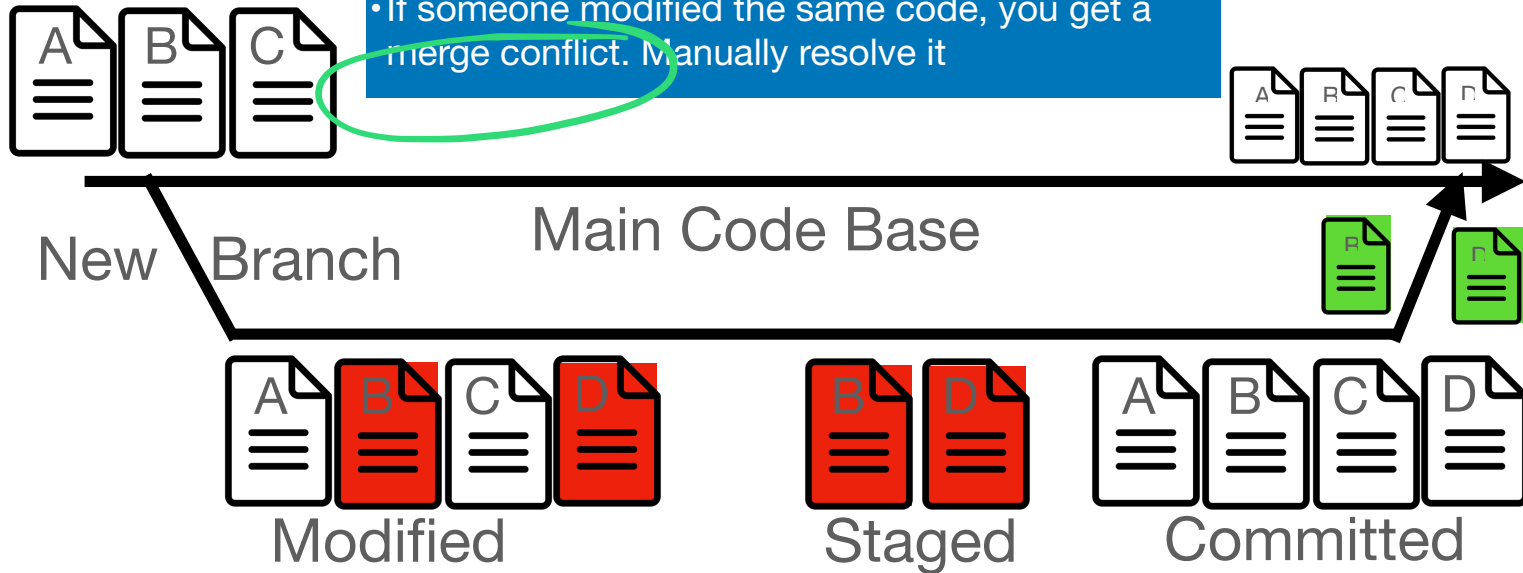 • If someone modified the same code, you get a
merge conflict. Manually resolve it
A B C
A B C D
Main Code Base
New Branch
B D
A B C D
B D
A B C D
Modified
Staged
Committed